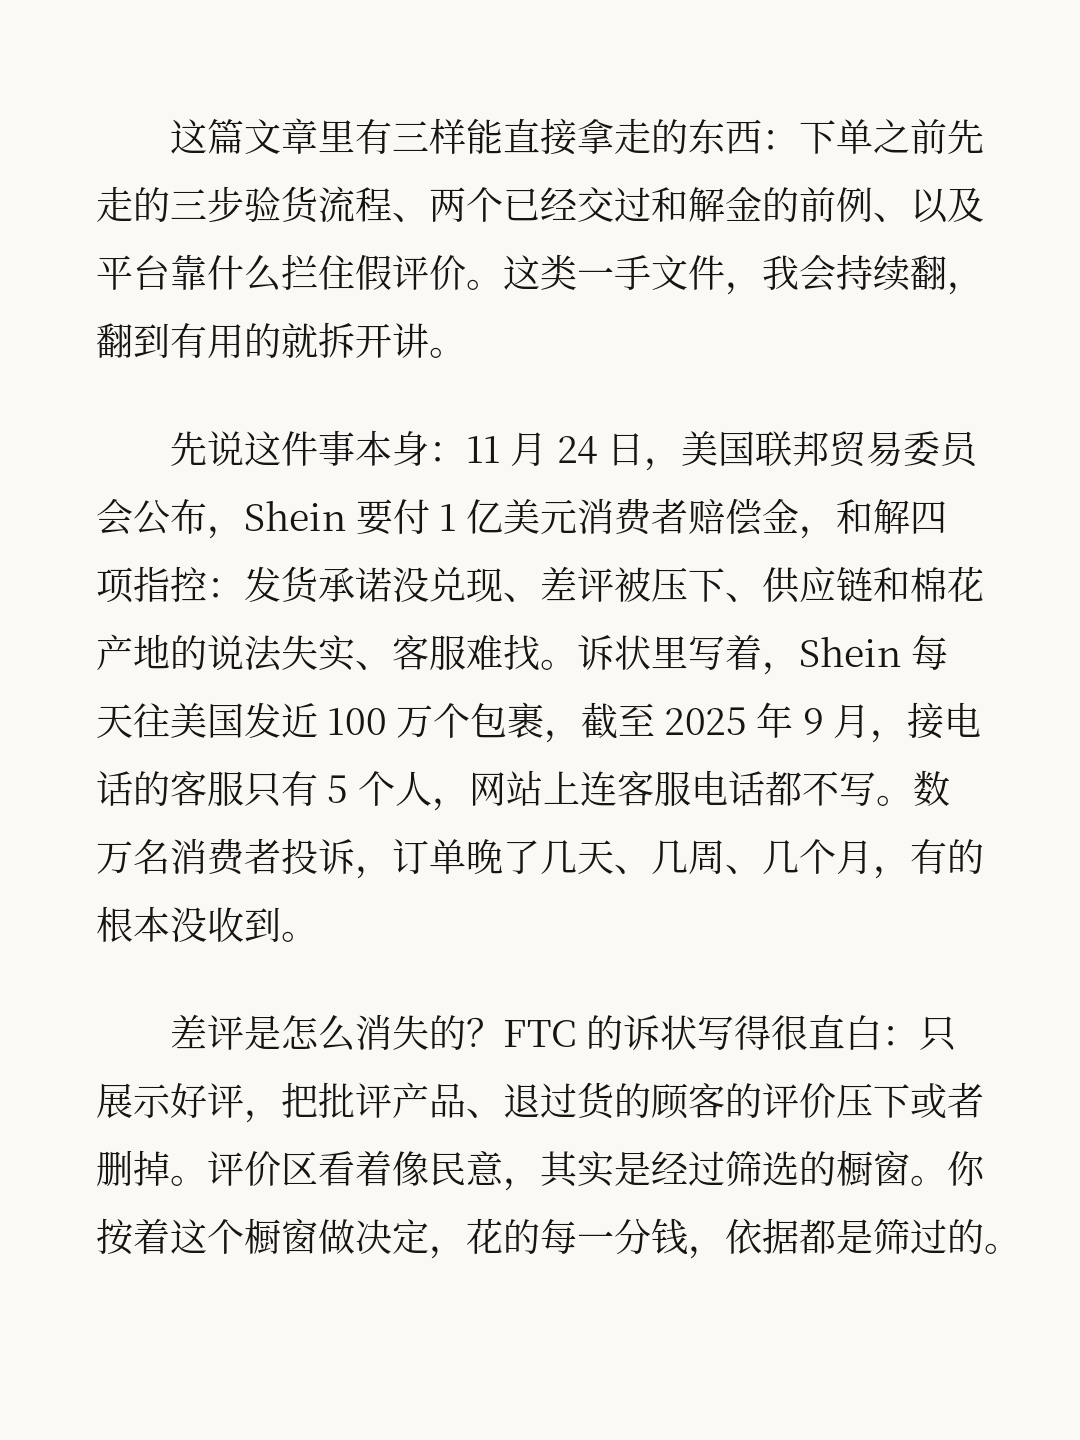 这篇文章里有三样能直接拿走的东西：下单之前先
走的三步验货流程、两个已经交过和解金的前例、以及
平台靠什么拦住假评价。这类一手文件，我会持续翻，
翻到有用的就拆开讲。
先说这件事本身：11 月 24 日，美国联邦贸易委员
会公布，Shein 要付 1 亿美元消费者赔偿金，和解四
项指控：发货承诺没兑现、差评被压下、供应链和棉花
产地的说法失实、客服难找。诉状里写着，Shein 每
天往美国发近 100 万个包裹，截至 2025 年 9 月，接电
话的客服只有 5 个人，网站上连客服电话都不写。数
万名消费者投诉，订单晚了几天、几周、几个月，有的
根本没收到。
差评是怎么消失的？FTC 的诉状写得很直白：只
展示好评，把批评产品、退过货的顾客的评价压下或者
删掉。评价区看着像民意，其实是经过筛选的橱窗。你
按着这个橱窗做决定，花的每一分钱，依据都是筛过的。